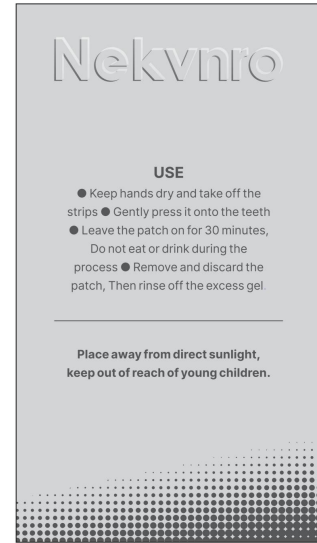 Nekvnro
USE
● Keep hands dry and take off the
strips ● Gently press it onto the teeth
● Leave the patch on for 30 minutes,
Do not eat or drink during the
process ● Remove and discard the
patch, Then rinse off the excess gel.
Place away from direct sunlight,
keep out of reach of young children.